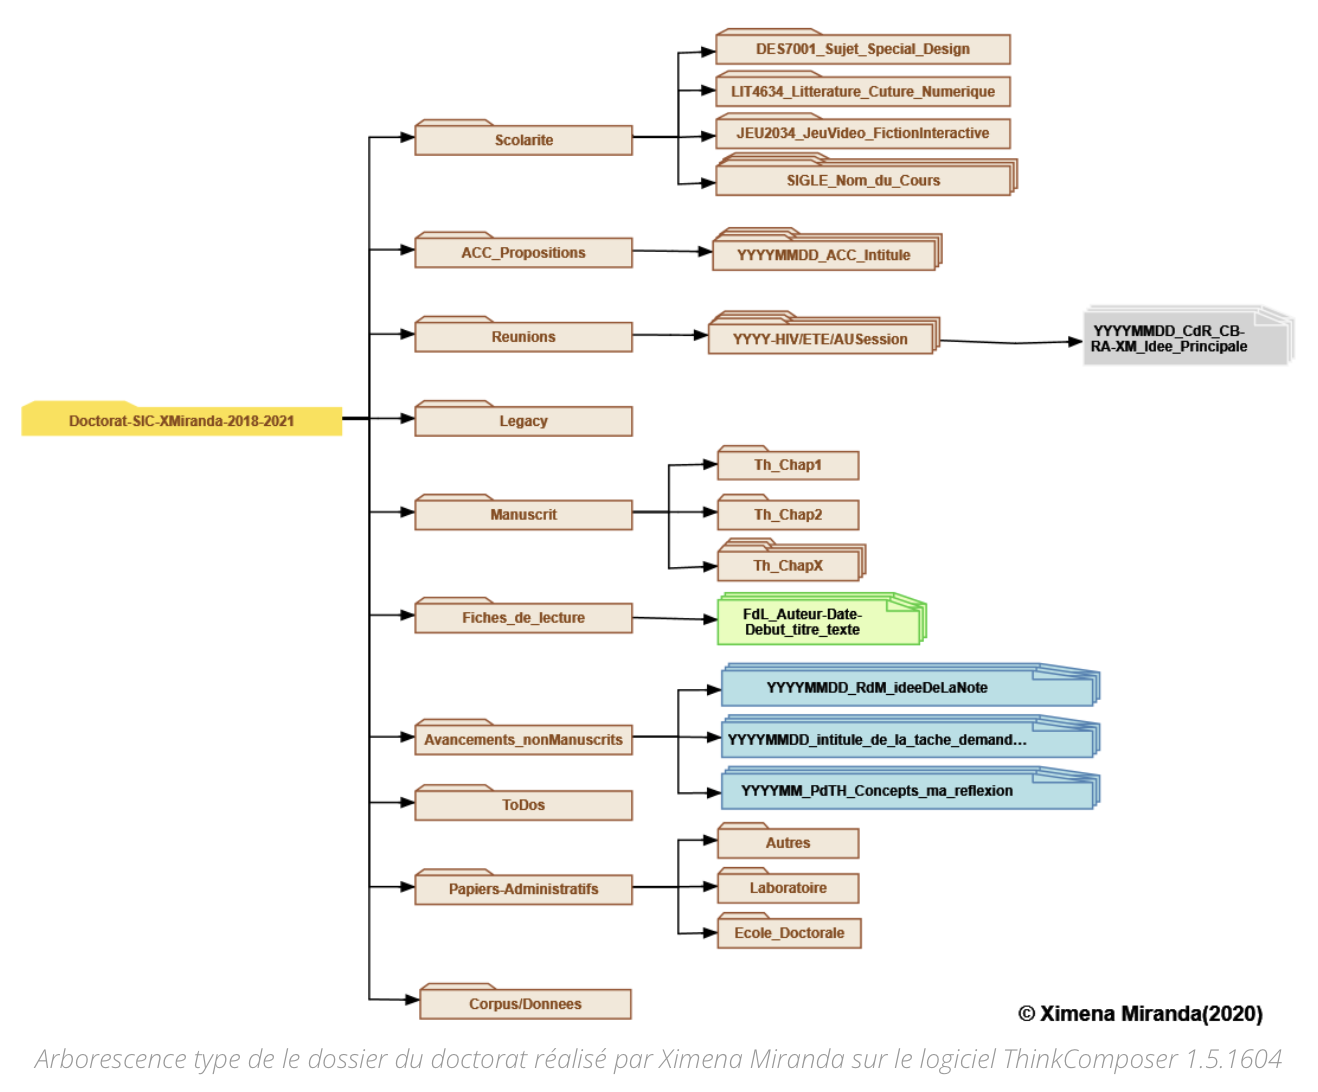 DES7001_Sujet_Special_Design
LIT4634_Litterature_Cuture_Numerique
JEU2034_JeuVideo_FictionInteractive
Scolarite
SIGLE_Nom_du_Cours
ACC_Propositions
YYYYMMDD_ACC_Intitule
Reunions
YYYY-HIV/ETE/AUSession
YYYYMMDD_CdR_CB-
RA-XM_Idee_Principale
Doctorat-SIC-XMiranda-2018-2021
Legacy
Th_Chap1
Manuscrit
Th_Chap2
Th_ChapX
Fiches_de_lecture
FdL_Auteur-Date-
Debut_titre_texte
YYYYMMDD_RdM_ideeDeLaNote
Avancements_nonManuscrits
YYYYMMDD_intitule_de_la_tache_demand...
YYYYMM_PdTH_Concepts_ma_reflexion
ToDos
Autres
Papiers-Administratifs
Laboratoire
Ecole_Doctorale
Corpus/Donnees
© Ximena Miranda(2020)
Arborescence type de le dossier du doctorat réalisé par Ximena Miranda sur le logiciel ThinkComposer 1.5.1604